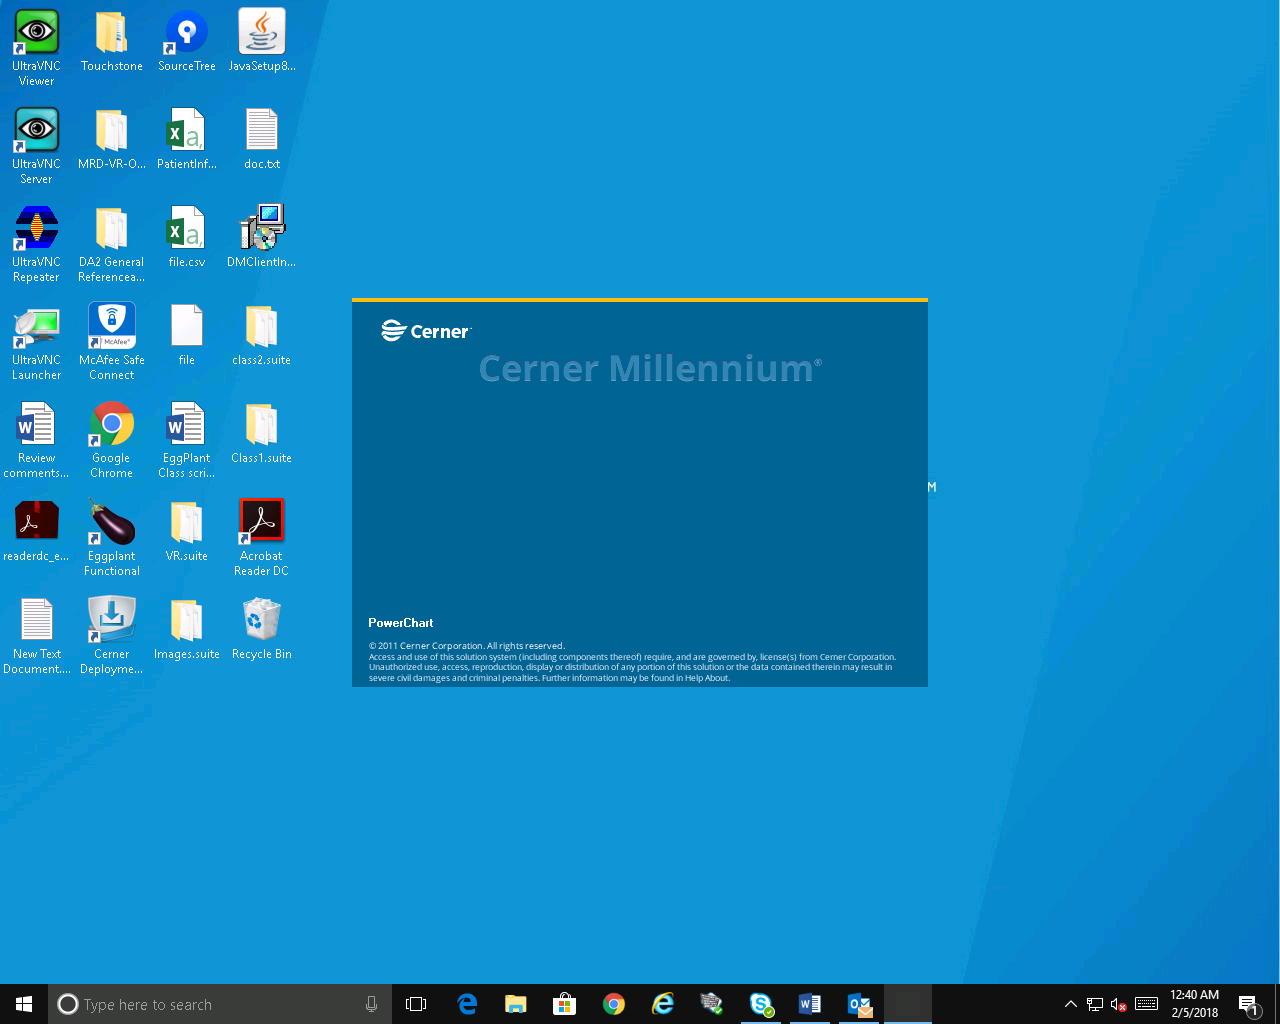 UltraVNC
Viewer
Touchstone
SourceTree
JavaSetup8...
UltraVNC
Server
MRD-VR-O...
PatientInf...
doc.txt
UltraVNC
Repeater
DA2 General
Referencea...
file.csv
DMClientIn...
UltraVNC
Launcher
McAfee Safe
Connect
McAfee
file
class2.suite
Review
comments...
Google
Chrome
EggPlant
Class scri...
Class1.suite
readerdc_e...
Eggplant
Functional
VR.suite
Acrobat
Reader DC
New Text
Document....
Cerner
Deployme...
Images.suite
Recycle Bin
Cerner
Cerner Millennium®
M
PowerChart
© 2011 Cerner Corporation. All rights reserved.
Access and use of this solution system (including components thereof) require, and are governed by, license(s) from Cerner Corporation.
Unauthorized use, access, reproduction, display or distribution of any portion of this solution or the data contained therein may result in
severe civil damages and criminal penalties. Further information may be found in Help About.
Type here to search
12:40 AM
2/5/2018
1